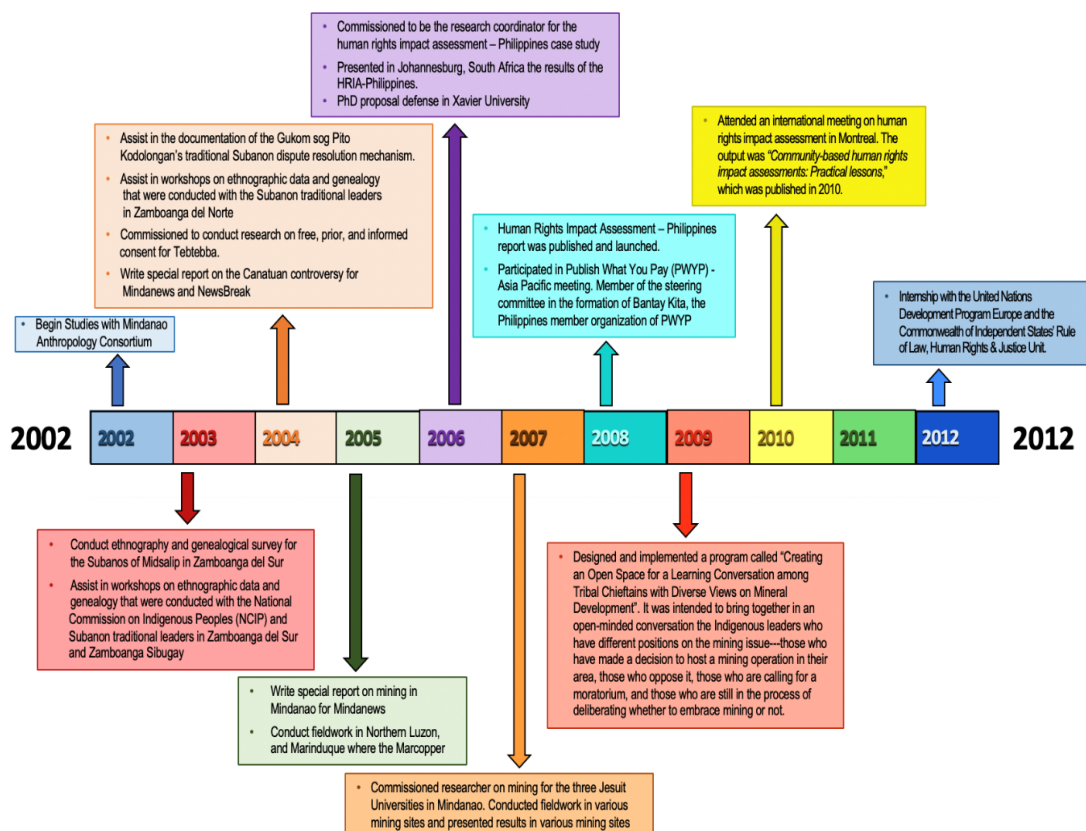 • Commissioned to be the research coordinator for the
human rights impact assessment – Philippines case study
• Presented in Johannesburg, South Africa the results of the
HRIA-Philippines.
• PhD proposal defense in Xavier University
• Assist in the documentation of the Gukom sog Pito
Kodolongan's traditional Subanon dispute resolution mechanism.
• Assist in workshops on ethnographic data and genealogy
that were conducted with the Subanon traditional leaders
in Zamboanga del Norte
• Commissioned to conduct research on free, prior, and informed
consent for Tebtebba.
• Write special report on the Canatuan controversy for
Mindanews and NewsBreak
• Attended an international meeting on human
rights impact assessment in Montreal. The
output was "Community-based human rights
impact assessments: Practical lessons,"
which was published in 2010.
• Human Rights Impact Assessment – Philippines
report was published and launched.
• Participated in Publish What You Pay (PWYP) -
Asia Pacific meeting. Member of the steering
committee in the formation of Bantay Kita, the
Philippines member organization of PWYP
• Begin Studies with Mindanao
Anthropology Consortium
• Internship with the United Nations
Development Program Europe and the
Commonwealth of Independent States' Rule
of Law, Human Rights & Justice Unit.
2002 2002 2003 2004 2005 2006 2007 2008 2009 2010 2011 2012 2012
• Conduct ethnography and genealogical survey for
the Subanos of Midsalip in Zamboanga del Sur
• Assist in workshops on ethnographic data and
genealogy that were conducted with the National
Commission on Indigenous Peoples (NCIP) and
Subanon traditional leaders in Zamboanga del Sur
and Zamboanga Sibugay
• Designed and implemented a program called "Creating
an Open Space for a Learning Conversation among
Tribal Chieftains with Diverse Views on Mineral
Development". It was intended to bring together in an
open-minded conversation the Indigenous leaders who
have different positions on the mining issue---those who
have made a decision to host a mining operation in their
area, those who oppose it, those who are calling for a
moratorium, and those who are still in the process of
deliberating whether to embrace mining or not.
• Write special report on mining in
Mindanao for Mindanews
• Conduct fieldwork in Northern Luzon,
and Marinduque where the Marcopper
• Commissioned researcher on mining for the three Jesuit
Universities in Mindanao. Conducted fieldwork in various
mining sites and presented results in various mining sites